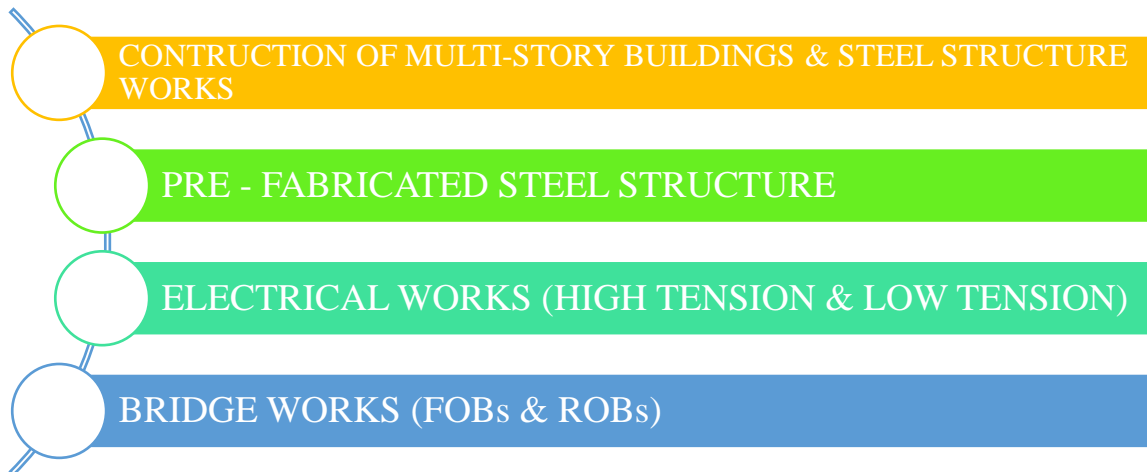 CONTRUCTION OF MULTI-STORY BUILDINGS & STEEL STRUCTURE
WORKS
PRE - FABRICATED STEEL STRUCTURE
ELECTRICAL WORKS (HIGH TENSION & LOW TENSION)
BRIDGE WORKS (FOBs & ROBs)